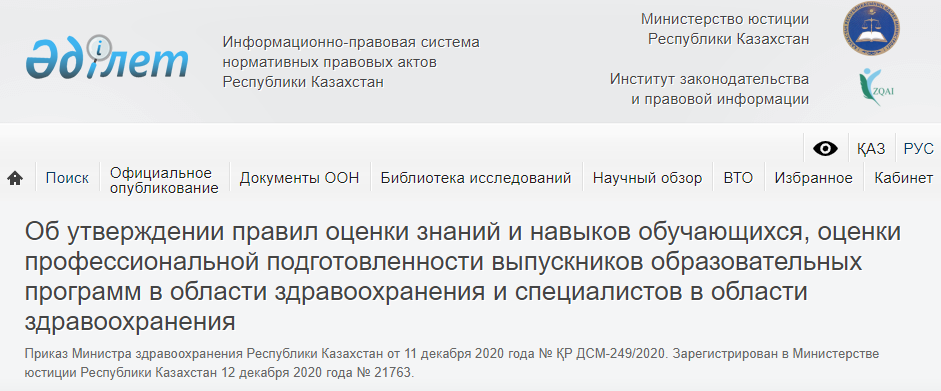 Әділет
Информационно-правовая система
нормативных правовых актов
Республики Казахстан
Министерство юстиции
Республики Казахстан
Институт законодательства
и правовой информации
ZQAI
ҚАЗ
РУС
Поиск
Официальное
опубликование
Документы ООН
Библиотека исследований
Научный обзор
ВТО
Избранное
Кабинет
Об утверждении правил оценки знаний и навыков обучающихся, оценки
профессиональной подготовленности выпускников образовательных
программ в области здравоохранения и специалистов в области
здравоохранения
Приказ Министра здравоохранения Республики Казахстан от 11 декабря 2020 года № ҚР ДСМ-249/2020. Зарегистрирован в Министерстве
юстиции Республики Казахстан 12 декабря 2020 года № 21763.